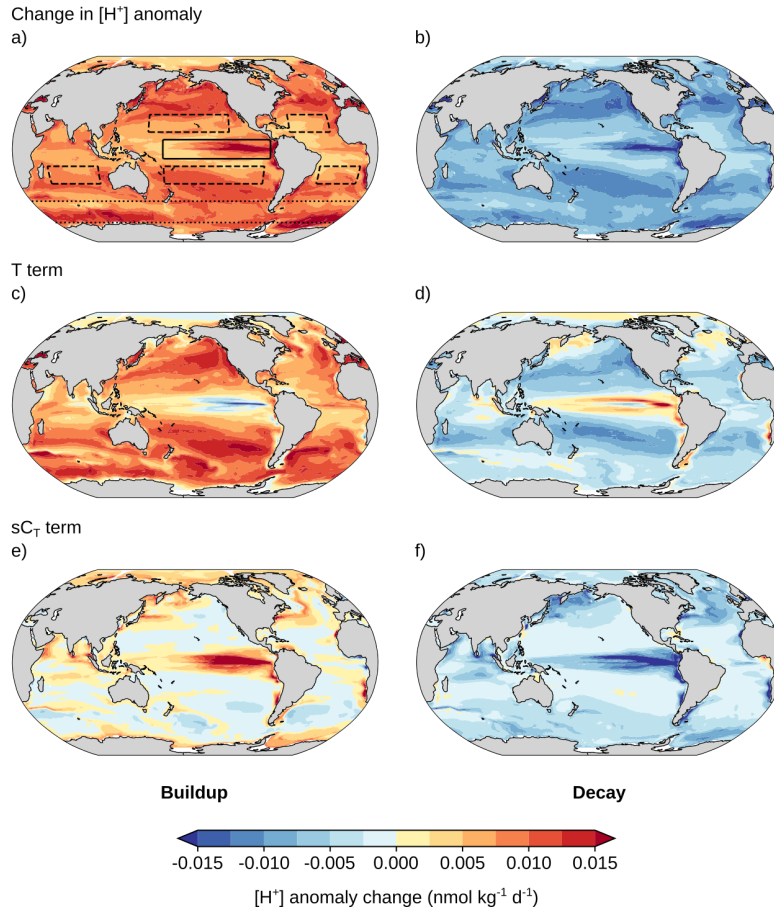 Change in [H⁺] anomaly
a) b)
T term
c) d)
sC_T term
e) f)
Buildup Decay
-0.015 -0.010 -0.005 0.000 0.005 0.010 0.015
[H⁺] anomaly change (nmol kg⁻¹ d⁻¹)